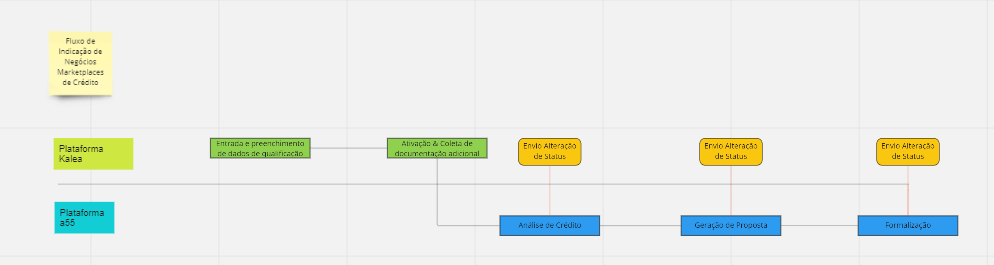 Fluxo de
Indicação de
Negócios
Marketplaces
de Crédito
Plataforma
Kalea
Entrada e preenchimento
de dados de qualificação
Ativação & Coleta de
documentação adicional
Envio Alteração
de Status
Envio Alteração
de Status
Envio Alteração
de Status
Plataforma
a55
Análise de Crédito
Geração de Proposta
Formalização